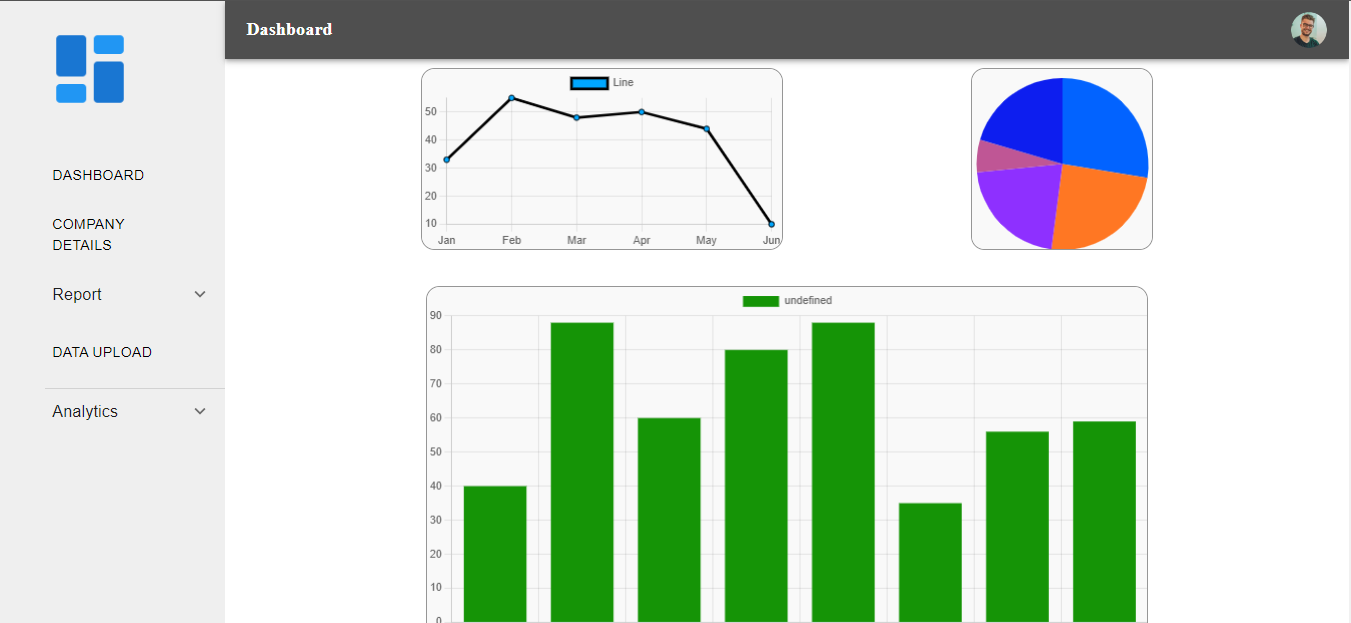 Dashboard
DASHBOARD
COMPANY
DETAILS
Report
DATA UPLOAD
Analytics
Line
50
40
30
20
10
Jan Feb Mar Apr May Jun
undefined
90
80
70
60
50
40
30
20
10
0